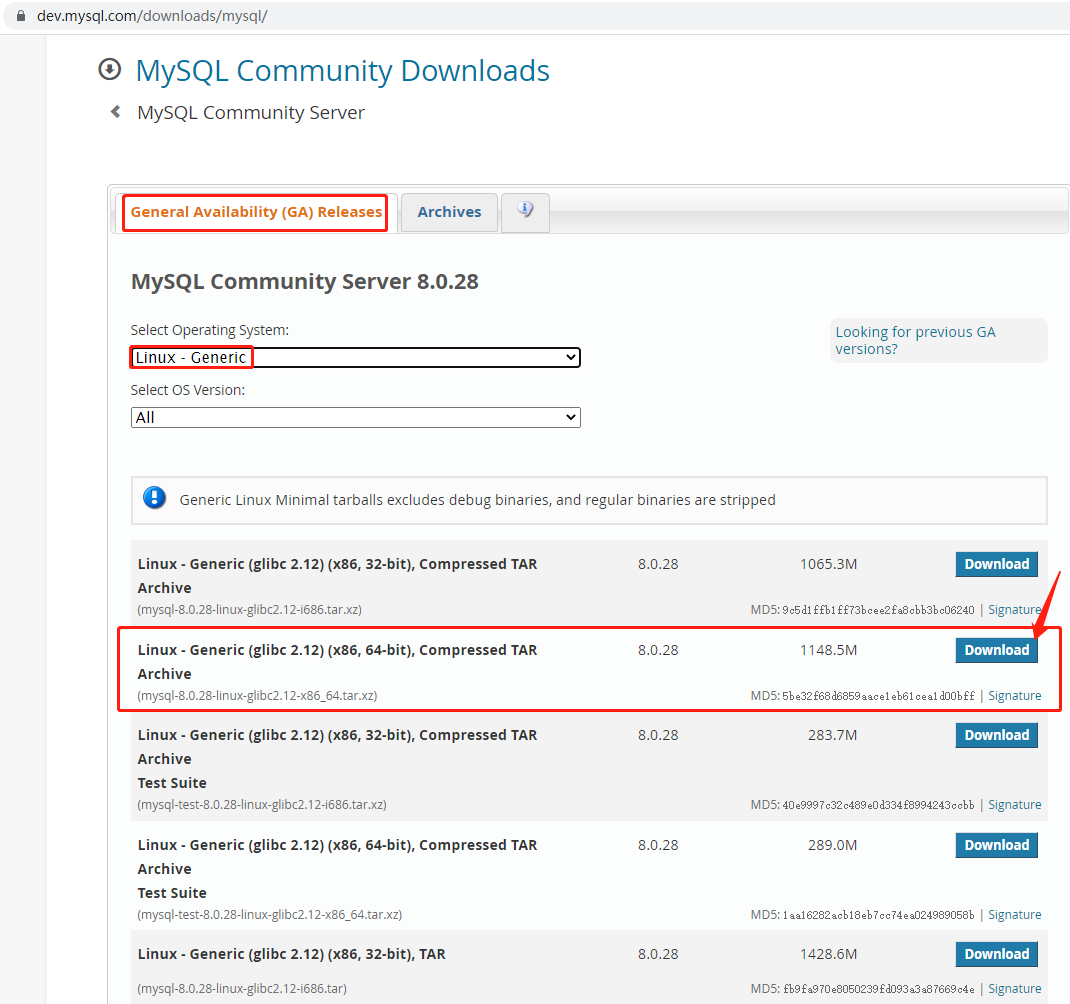 dev.mysql.com/downloads/mysql/
MySQL Community Downloads
MySQL Community Server
General Availability (GA) Releases
Archives
MySQL Community Server 8.0.28
Select Operating System:
Looking for previous GA
versions?
Linux - Generic
Select OS Version:
All
Generic Linux Minimal tarballs excludes debug binaries, and regular binaries are stripped
Linux - Generic (glibc 2.12) (x86, 32-bit), Compressed TAR 8.0.28 1065.3M Download
Archive
(mysql-8.0.28-linux-glibc2.12-i686.tar.xz) MD5: 9c5d1ffb1ff73bcee2fa8cbb3bc06240 | Signature
Linux - Generic (glibc 2.12) (x86, 64-bit), Compressed TAR 8.0.28 1148.5M Download
Archive
(mysql-8.0.28-linux-glibc2.12-x86_64.tar.xz) MD5: 5be32f68d6859aace1eb61cea1d00bff | Signature
Linux - Generic (glibc 2.12) (x86, 32-bit), Compressed TAR 8.0.28 283.7M Download
Archive
Test Suite
(mysql-test-8.0.28-linux-glibc2.12-i686.tar.xz) MD5: 40e9997c32c489e0d334f8994243ccbb | Signature
Linux - Generic (glibc 2.12) (x86, 64-bit), Compressed TAR 8.0.28 289.0M Download
Archive
Test Suite
(mysql-test-8.0.28-linux-glibc2.12-x86_64.tar.xz) MD5: 1aa16282acb18eb7cc74ea024989058b | Signature
Linux - Generic (glibc 2.12) (x86, 32-bit), TAR 8.0.28 1428.6M Download
(mysql-8.0.28-linux-glibc2.12-i686.tar) MD5: fb9fa970e8050239fd093a3a87669c4e | Signature